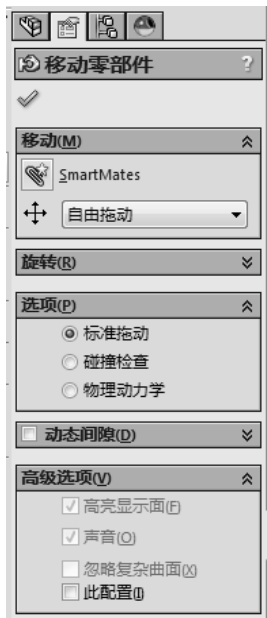 移动零部件 ?
移动(M)
SmartMates
自由拖动
旋转(R)
选项(P)
标准拖动
碰撞检查
物理动力学
动态间隙(D)
高级选项(V)
高亮显示面(F)
声音(O)
忽略复杂曲面(X)
此配置(I)